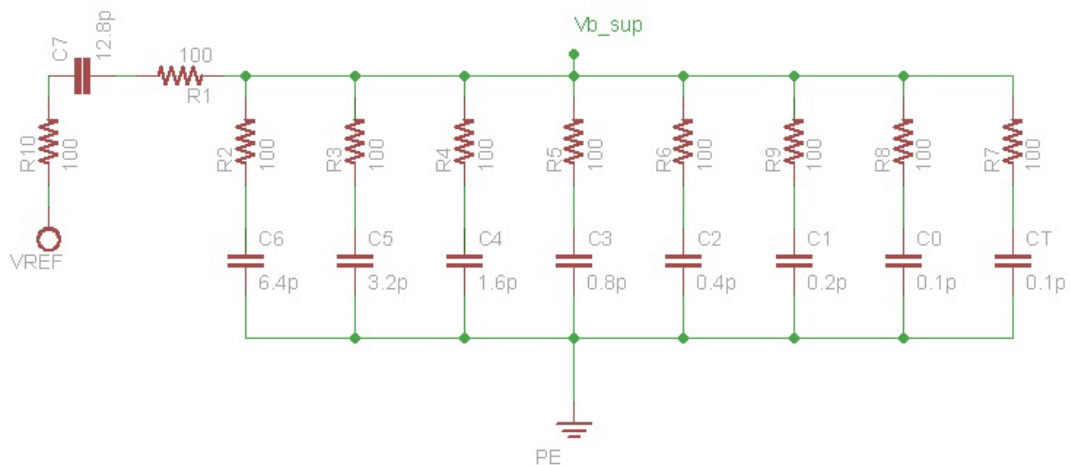 Vb_sup
C7
12.8p
100
R1
R10
100
VREF
R2
100
R3
100
R4
100
R5
100
R6
100
R9
100
R8
100
R7
100
C6
6.4p
C5
3.2p
C4
1.6p
C3
0.8p
C2
0.4p
C1
0.2p
C0
0.1p
CT
0.1p
PE